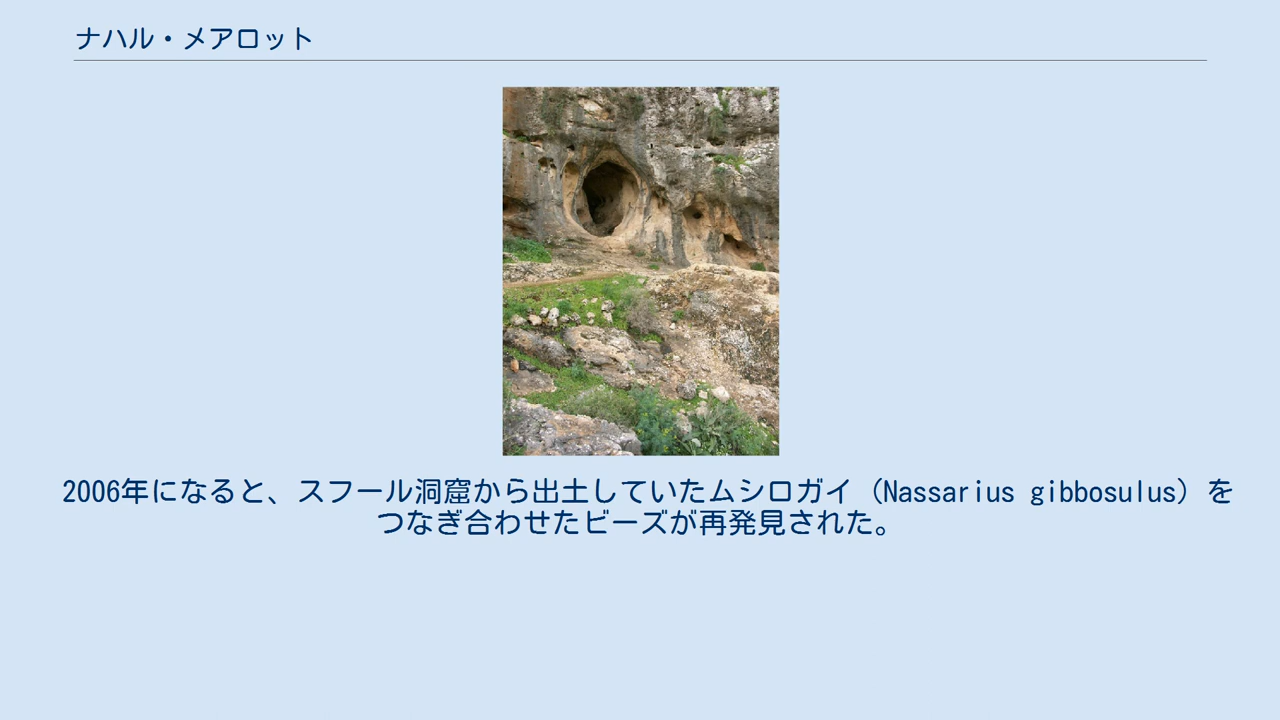 ナハル・メアロット
2006年になると、スフール洞窟から出土していたムシロガイ（Nassarius gibbosulus）を
つなぎ合わせたビーズが再発見された。